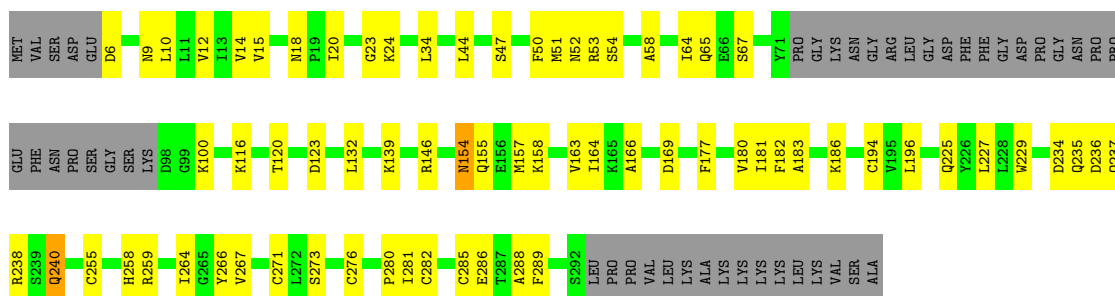 MET VAL SER ASP GLU D6 N9 L10 L11 V12 I13 V14 V15 N18 P19 I20 G23 K24 L34 L44 S47 F50 M51 N52 R53 S54 A58 I64 Q65 E66 S67 Y71 PRO GLY LYS ASN GLY ARG LEU GLY ASP PHE PHE GLY ASP PRO GLY ASN PRO PRO
GLU PHE ASN PRO SER GLY SER LYS D98 G99 K100 K116 T120 D123 L132 K139 R146 N154 Q155 E156 M157 K158 V163 I164 K165 A166 D169 F177 V180 I181 F182 A183 K186 C194 V195 L196 Q225 Y226 L227 L228 W229 D234 Q235 D236 Q237
R238 S239 Q240 C255 H258 R259 I264 G265 Y266 V267 C271 L272 S273 C276 P280 I281 C282 C285 E286 T287 A288 F289 S292 LEU PRO PRO VAL LEU LYS ALA LYS LYS LYS LYS LEU LYS VAL SER ALA